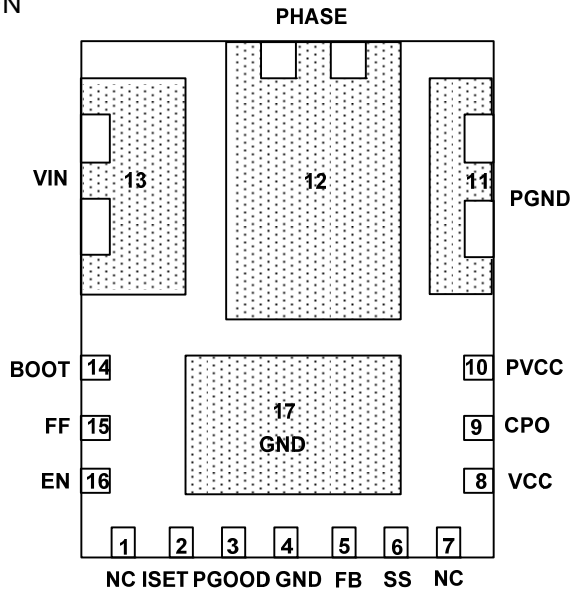 N
PHASE
VIN 13 12 11 PGND
17
GND
BOOT 14 10 PVCC
FF 15 9 CPO
EN 16 8 VCC
1 2 3 4 5 6 7
NC ISET PGOOD GND FB SS NC